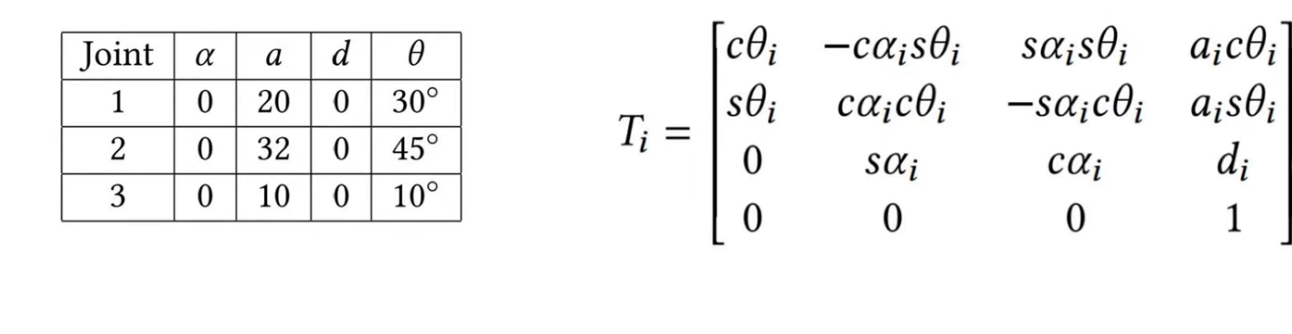 Joint α a d θ
1 0 20 0 30°
2 0 32 0 45°
3 0 10 0 10°
T_i =
cθ_i −cα_i sθ_i sα_i sθ_i a_i cθ_i
sθ_i cα_i cθ_i −sα_i cθ_i a_i sθ_i
0 sα_i cα_i d_i
0 0 0 1